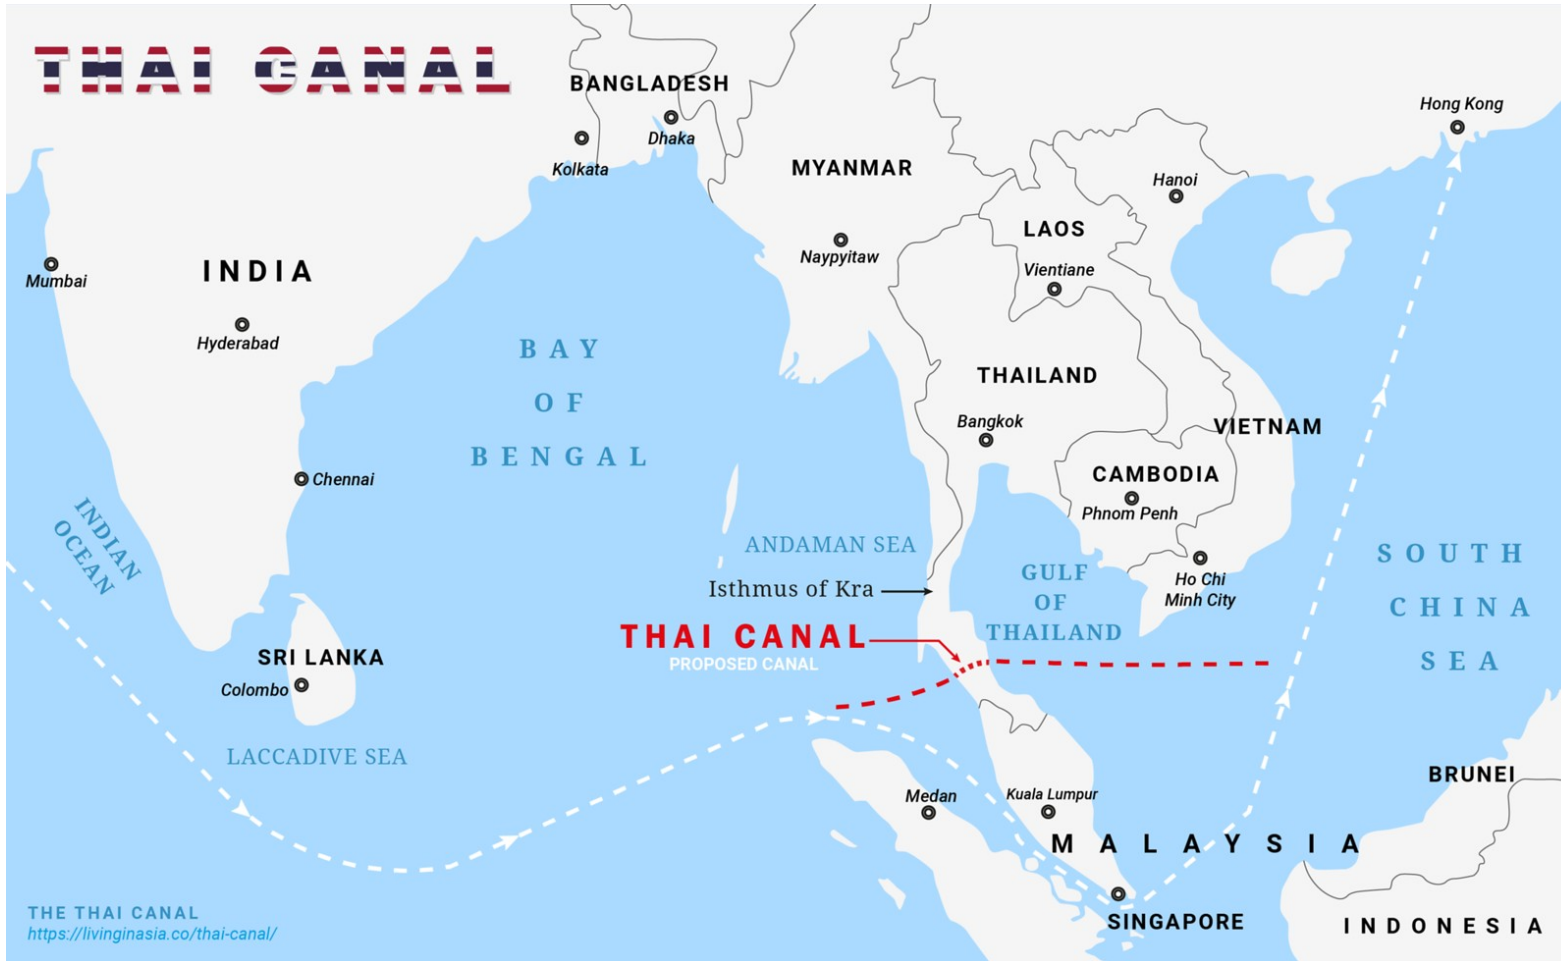 THAI CANAL
BANGLADESH
Dhaka
Kolkata
Hong Kong
MYANMAR
Hanoi
LAOS
Naypyitaw
Vientiane
INDIA
Mumbai
Hyderabad
BAY
OF
BENGAL
THAILAND
Bangkok
VIETNAM
CAMBODIA
Phnom Penh
Chennai
INDIAN
OCEAN
ANDAMAN SEA
Isthmus of Kra
GULF
OF
THAILAND
Ho Chi
Minh City
SOUTH
CHINA
SEA
THAI CANAL
PROPOSED CANAL
SRI LANKA
Colombo
LACCADIVE SEA
BRUNEI
Medan
Kuala Lumpur
MALAYSIA
SINGAPORE
INDONESIA
THE THAI CANAL
https://livinginasia.co/thai-canal/